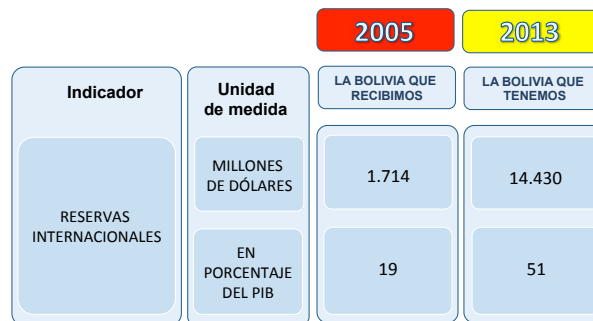 2005
2013
Indicador
Unidad
de medida
LA BOLIVIA QUE
RECIBIMOS
LA BOLIVIA QUE
TENEMOS
RESERVAS
INTERNACIONALES
MILLONES
DE DÓLARES
1.714
14.430
EN
PORCENTAJE
DEL PIB
19
51